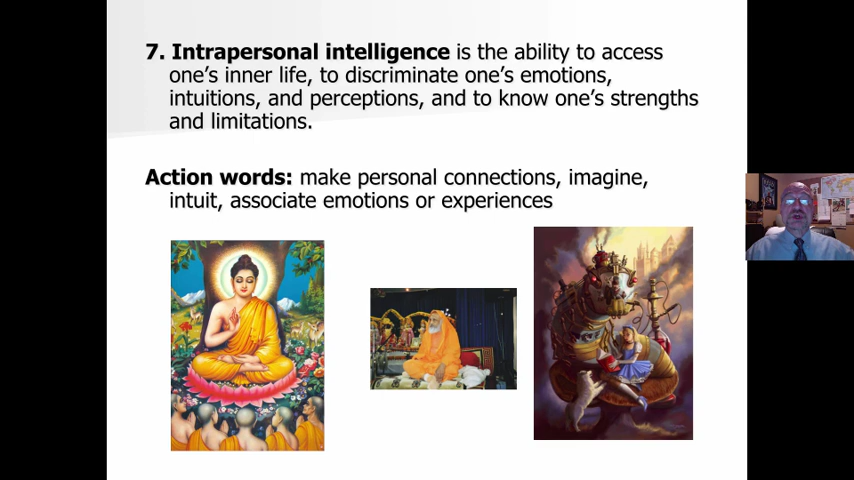 7. Intrapersonal intelligence is the ability to access
one's inner life, to discriminate one's emotions,
intuitions, and perceptions, and to know one's strengths
and limitations.
Action words: make personal connections, imagine,
intuit, associate emotions or experiences